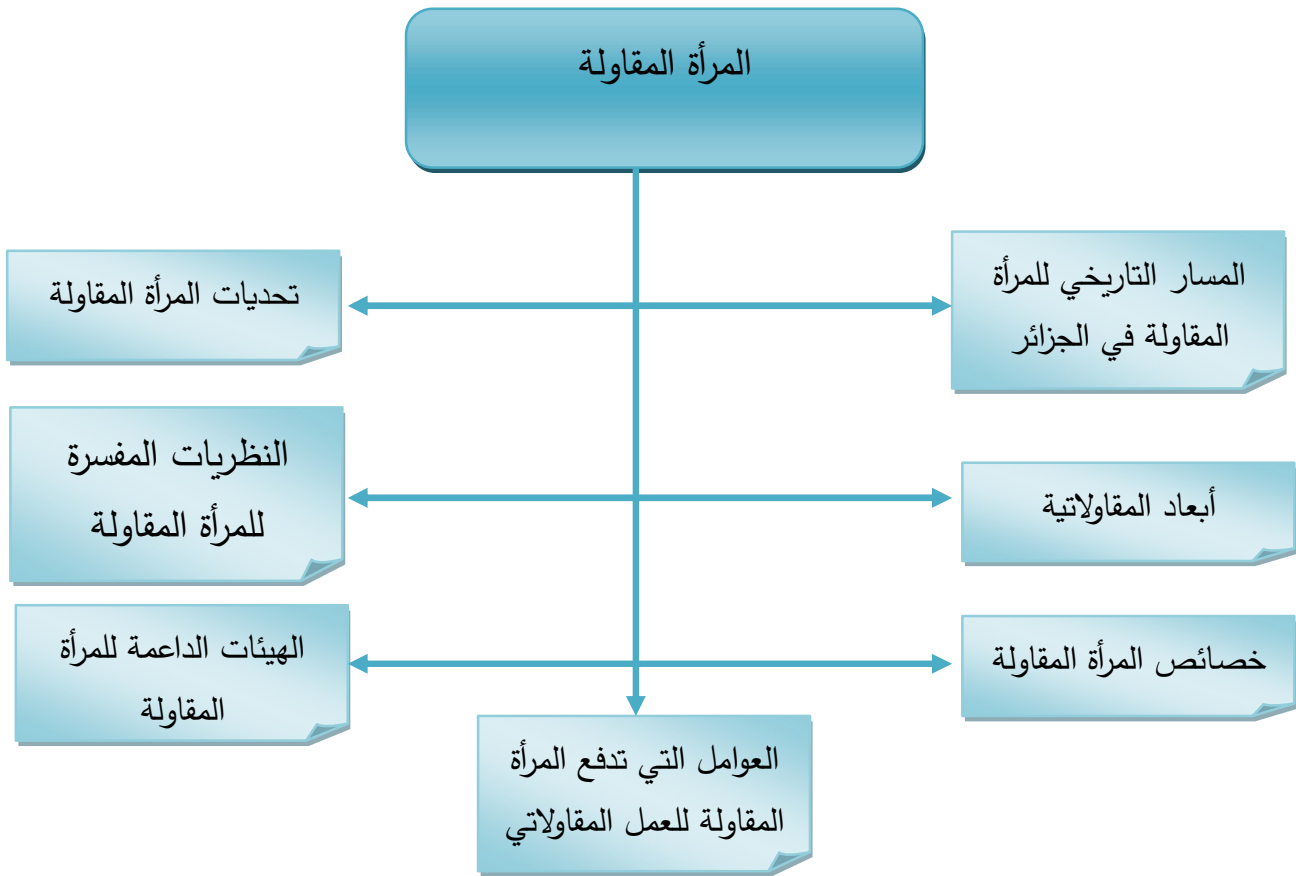 المرأة المقاولة
المسار التاريخي للمرأة
المقاولة في الجزائر
تحديات المرأة المقاولة
أبعاد المقاولاتية
النظريات المفسرة
للمرأة المقاولة
خصائص المرأة المقاولة
الهيئات الداعمة للمرأة
المقاولة
العوامل التي تدفع المرأة
المقاولة للعمل المقاولاتي